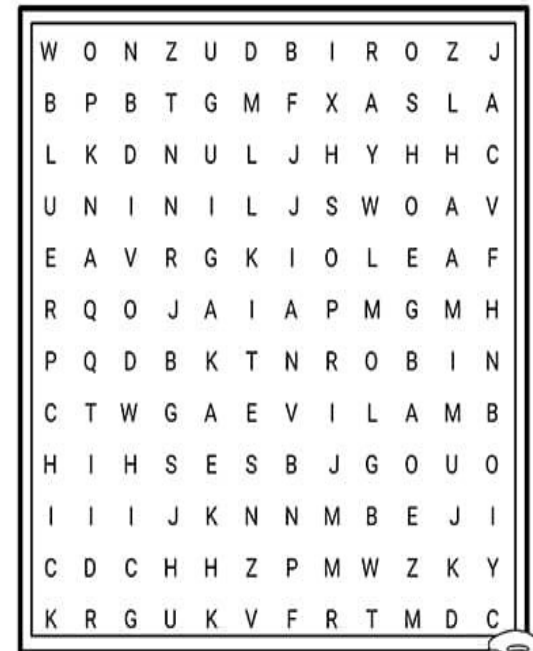 W O N Z U D B I R O Z J
B P B T G M F X A S L A
L K D N U L J H Y H H C
U N I N I L J S W O A V
E A V R G K I O L E A F
R Q O J A I A P M G M H
P Q D B K T N R O B I N
C T W G A E V I L A M B
H I H S E S B J G O U O
I I I J K N N M B E J I
C D C H H Z P M W Z K Y
K R G U K V F R T M D C